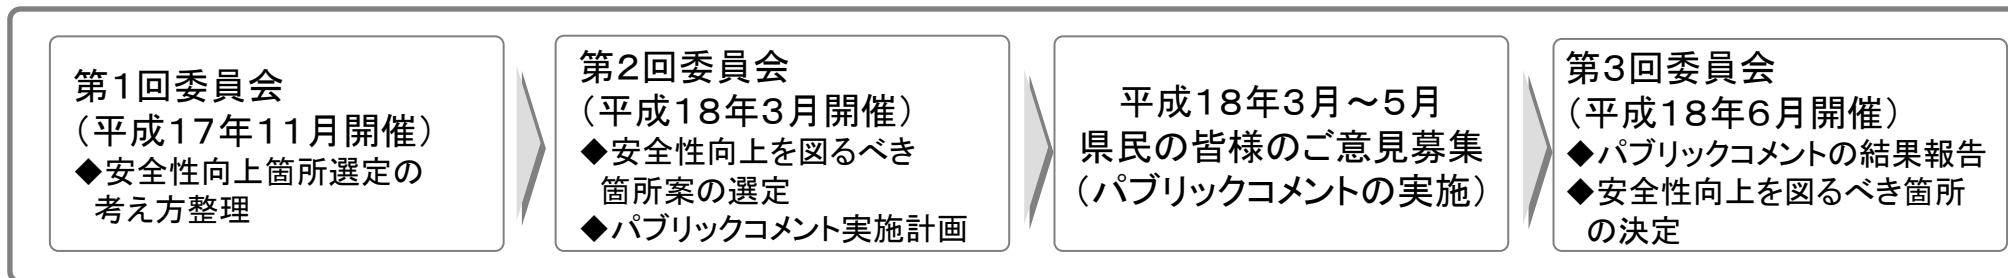 第1回委員会
（平成17年11月開催）
◆安全性向上箇所選定の
考え方整理
第2回委員会
（平成18年3月開催）
◆安全性向上を図るべき
箇所案の選定
◆パブリックコメント実施計画
平成18年3月～5月
県民の皆様のご意見募集
（パブリックコメントの実施）
第3回委員会
（平成18年6月開催）
◆パブリックコメントの結果報告
◆安全性向上を図るべき箇所
の決定